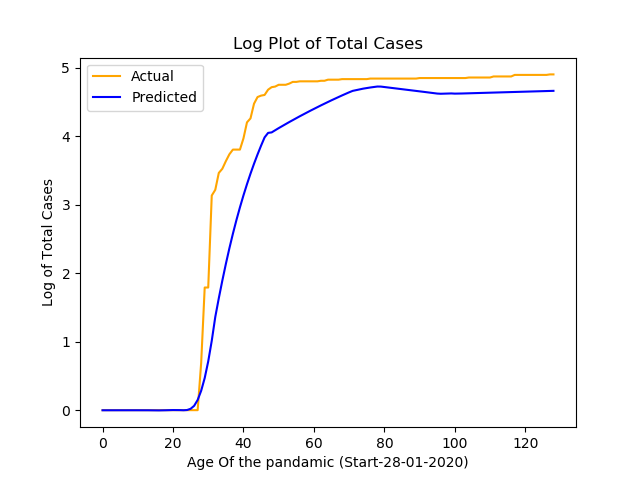 Log Plot of Total Cases
Actual
Predicted
Log of Total Cases
5
4
3
2
1
0
0 20 40 60 80 100 120
Age Of the pandamic (Start-28-01-2020)